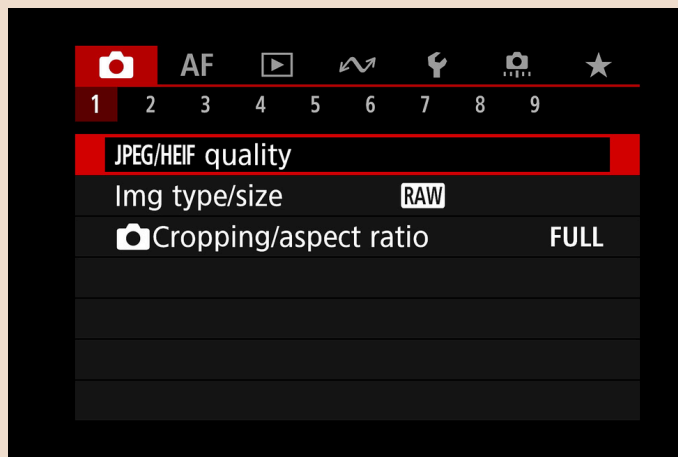 AF
1 2 3 4 5 6 7 8 9
JPEG/HEIF quality
Img type/size RAW
Cropping/aspect ratio FULL